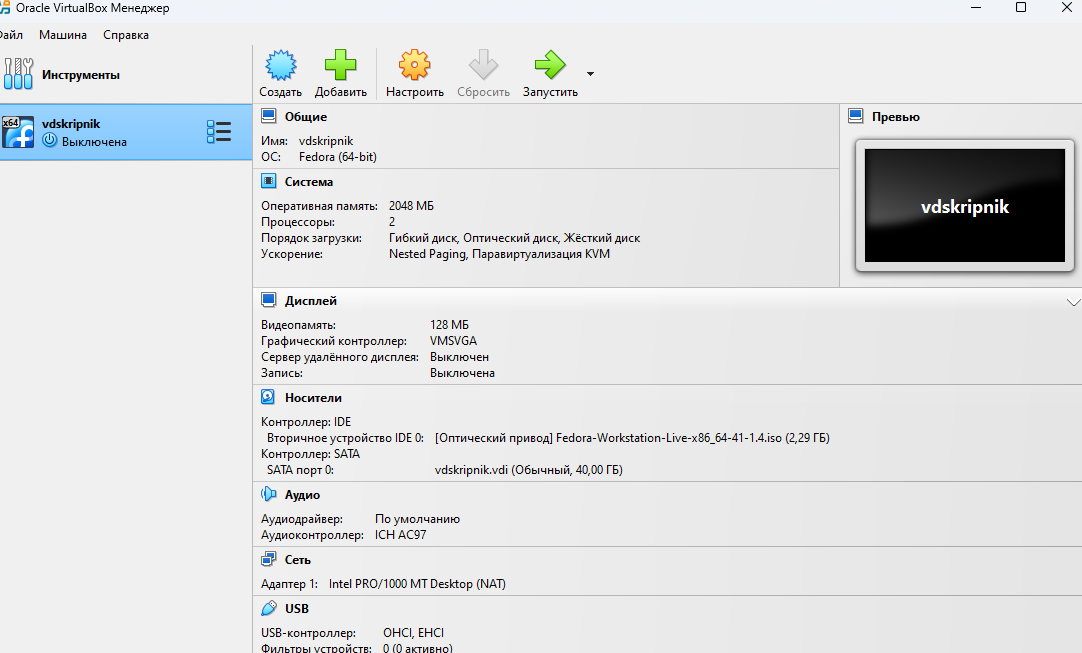 Oracle VirtualBox Менеджер
Файл Машина Справка
Инструменты
Создать Добавить Настроить Сбросить Запустить
x64
vdskripnik
Выключена
Общие
Имя: vdskripnik
ОС: Fedora (64-bit)
Превью
vdskripnik
Система
Оперативная память: 2048 МБ
Процессоры: 2
Порядок загрузки: Гибкий диск, Оптический диск, Жёсткий диск
Ускорение: Nested Paging, Паравиртуализация KVM
Дисплей
Видеопамять: 128 МБ
Графический контроллер: VMSVGA
Сервер удалённого дисплея: Выключен
Запись: Выключена
Носители
Контроллер: IDE
Вторичное устройство IDE 0: [Оптический привод] Fedora-Workstation-Live-x86_64-41-1.4.iso (2,29 ГБ)
Контроллер: SATA
SATA порт 0: vdskripnik.vdi (Обычный, 40,00 ГБ)
Аудио
Аудиодрайвер: По умолчанию
Аудиоконтроллер: ICH AC97
Сеть
Адаптер 1: Intel PRO/1000 MT Desktop (NAT)
USB
USB-контроллер: OHCI, EHCI
Фильтры устройств: 0 (0 активно)